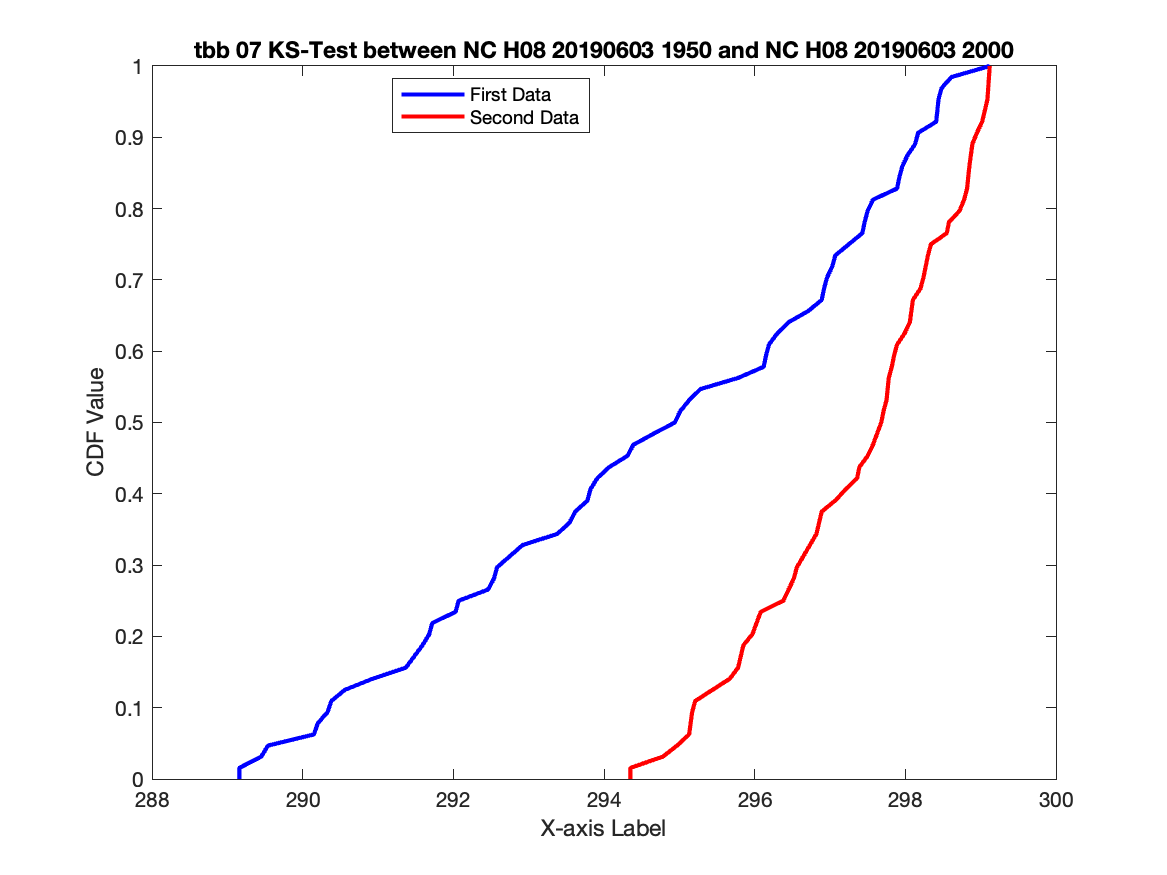 tbb 07 KS-Test between NC H08 20190603 1950 and NC H08 20190603 2000
First Data
Second Data
1
0.9
0.8
0.7
0.6
0.5
0.4
0.3
0.2
0.1
0
CDF Value
288 290 292 294 296 298 300
X-axis Label